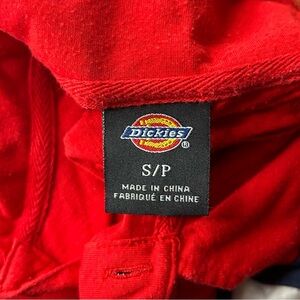 Dickies
®
S/P
MADE IN CHINA
FABRIQUÉ EN CHINE